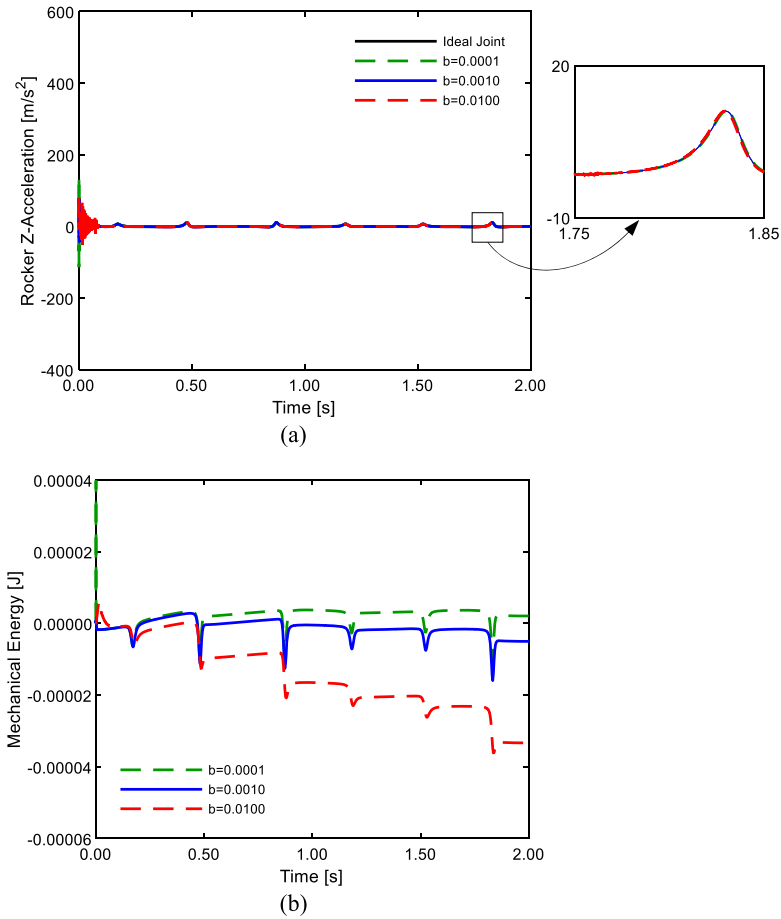 600
400
200
0
-200
-400
Rocker Z-Acceleration [m/s²]
Ideal Joint
b=0.0001
b=0.0010
b=0.0100
0.00
0.50
1.00
1.50
2.00
Time [s]
20
-10
1.75
1.85
(a)
0.00004
0.00002
0.00000
-0.00002
-0.00004
-0.00006
Mechanical Energy [J]
b=0.0001
b=0.0010
b=0.0100
0.00
0.50
1.00
1.50
2.00
Time [s]
(b)